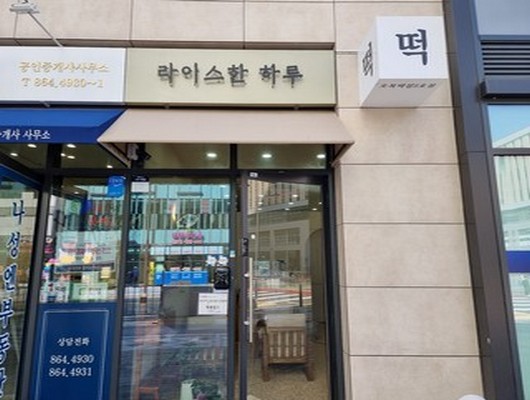 공인중개사사무소
T 864.4930~1
라이스한 하루
떡
떡
개사 사무소
나성연부동산
상담전화
864.4930
864.4931